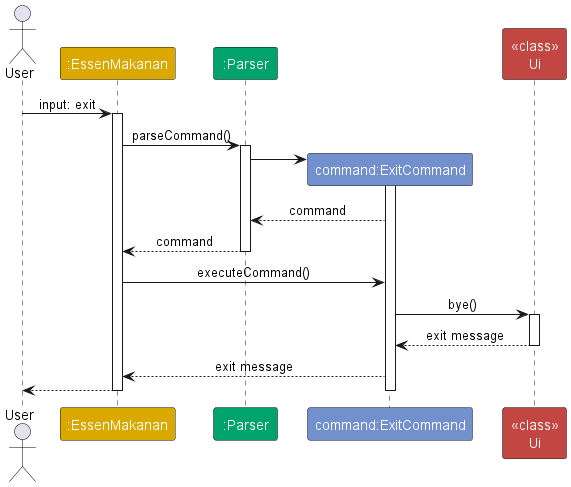 User
:EssenMakanan
:Parser
«class»
Ui
input: exit
parseCommand()
command:ExitCommand
command
command
executeCommand()
bye()
exit message
exit message
User
:EssenMakanan
:Parser
command:ExitCommand
«class»
Ui